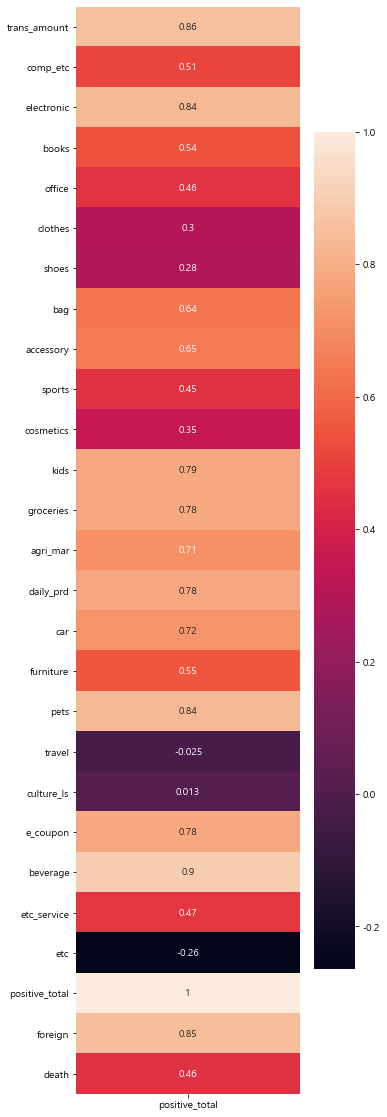 trans_amount 0.86
comp_etc 0.51
electronic 0.84
books 0.54
office 0.46
clothes 0.3
shoes 0.28
bag 0.64
accessory 0.65
sports 0.45
cosmetics 0.35
kids 0.79
groceries 0.78
agri_mar 0.71
daily_prd 0.78
car 0.72
furniture 0.55
pets 0.84
travel -0.025
culture_ls 0.013
e_coupon 0.78
beverage 0.9
etc_service 0.47
etc -0.26
positive_total 1
foreign 0.85
death 0.46
positive_total
1.0
0.8
0.6
0.4
0.2
0.0
-0.2